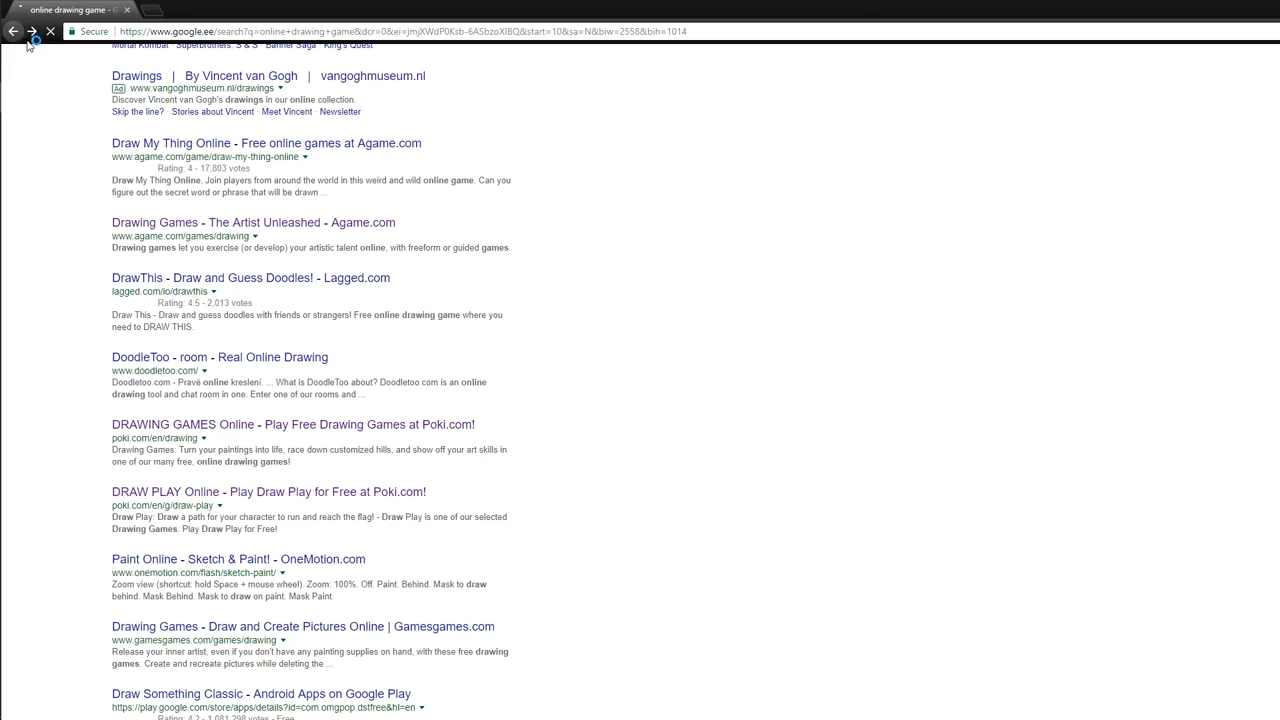 online drawing game - G
Secure | https://www.google.ee/search?q=online+drawing+game&dcr=0&ei=jmjXWdP0Ksb-6A5bzoXIBQ&start=10&sa=N&biw=2558&bih=1014
Mortal Kombat · Superbrothers: S & S · Banner Saga · King's Quest
Drawings | By Vincent van Gogh | vangoghmuseum.nl
Ad www.vangoghmuseum.nl/drawings
Discover Vincent van Gogh's drawings in our online collection.
Skip the line? · Stories about Vincent · Meet Vincent · Newsletter
Draw My Thing Online - Free online games at Agame.com
www.agame.com/game/draw-my-thing-online
Rating: 4 - 17,803 votes
Draw My Thing Online, Join players from around the world in this weird and wild online game. Can you
figure out the secret word or phrase that will be drawn ...
Drawing Games - The Artist Unleashed - Agame.com
www.agame.com/games/drawing
Drawing games let you exercise (or develop) your artistic talent online, with freeform or guided games.
DrawThis - Draw and Guess Doodles! - Lagged.com
lagged.com/io/drawthis
Rating: 4.5 - 2,013 votes
Draw This - Draw and guess doodles with friends or strangers! Free online drawing game where you
need to DRAW THIS.
DoodleToo - room - Real Online Drawing
www.doodletoo.com/
Doodletoo.com - Pravé online kreslení. ... What is DoodleToo about? Doodletoo.com is an online
drawing tool and chat room in one. Enter one of our rooms and ...
DRAWING GAMES Online - Play Free Drawing Games at Poki.com!
poki.com/en/drawing
Drawing Games: Turn your paintings into life, race down customized hills, and show off your art skills in
one of our many free, online drawing games!
DRAW PLAY Online - Play Draw Play for Free at Poki.com!
poki.com/en/g/draw-play
Draw Play: Draw a path for your character to run and reach the flag! - Draw Play is one of our selected
Drawing Games. Play Draw Play for Free!
Paint Online - Sketch & Paint! - OneMotion.com
www.onemotion.com/flash/sketch-paint/
Zoom view (shortcut: hold Space + mouse wheel). Zoom: 100%. Off. Paint. Behind. Mask to draw
behind. Mask Behind. Mask to draw on paint. Mask Paint.
Drawing Games - Draw and Create Pictures Online | Gamesgames.com
www.gamesgames.com/games/drawing
Release your inner artist, even if you don't have any painting supplies on hand, with these free drawing
games. Create and recreate pictures while deleting the ...
Draw Something Classic - Android Apps on Google Play
https://play.google.com/store/apps/details?id=com.omgpop.dstfree&hl=en
Rating: 4.2 - 1,081,298 votes - Free